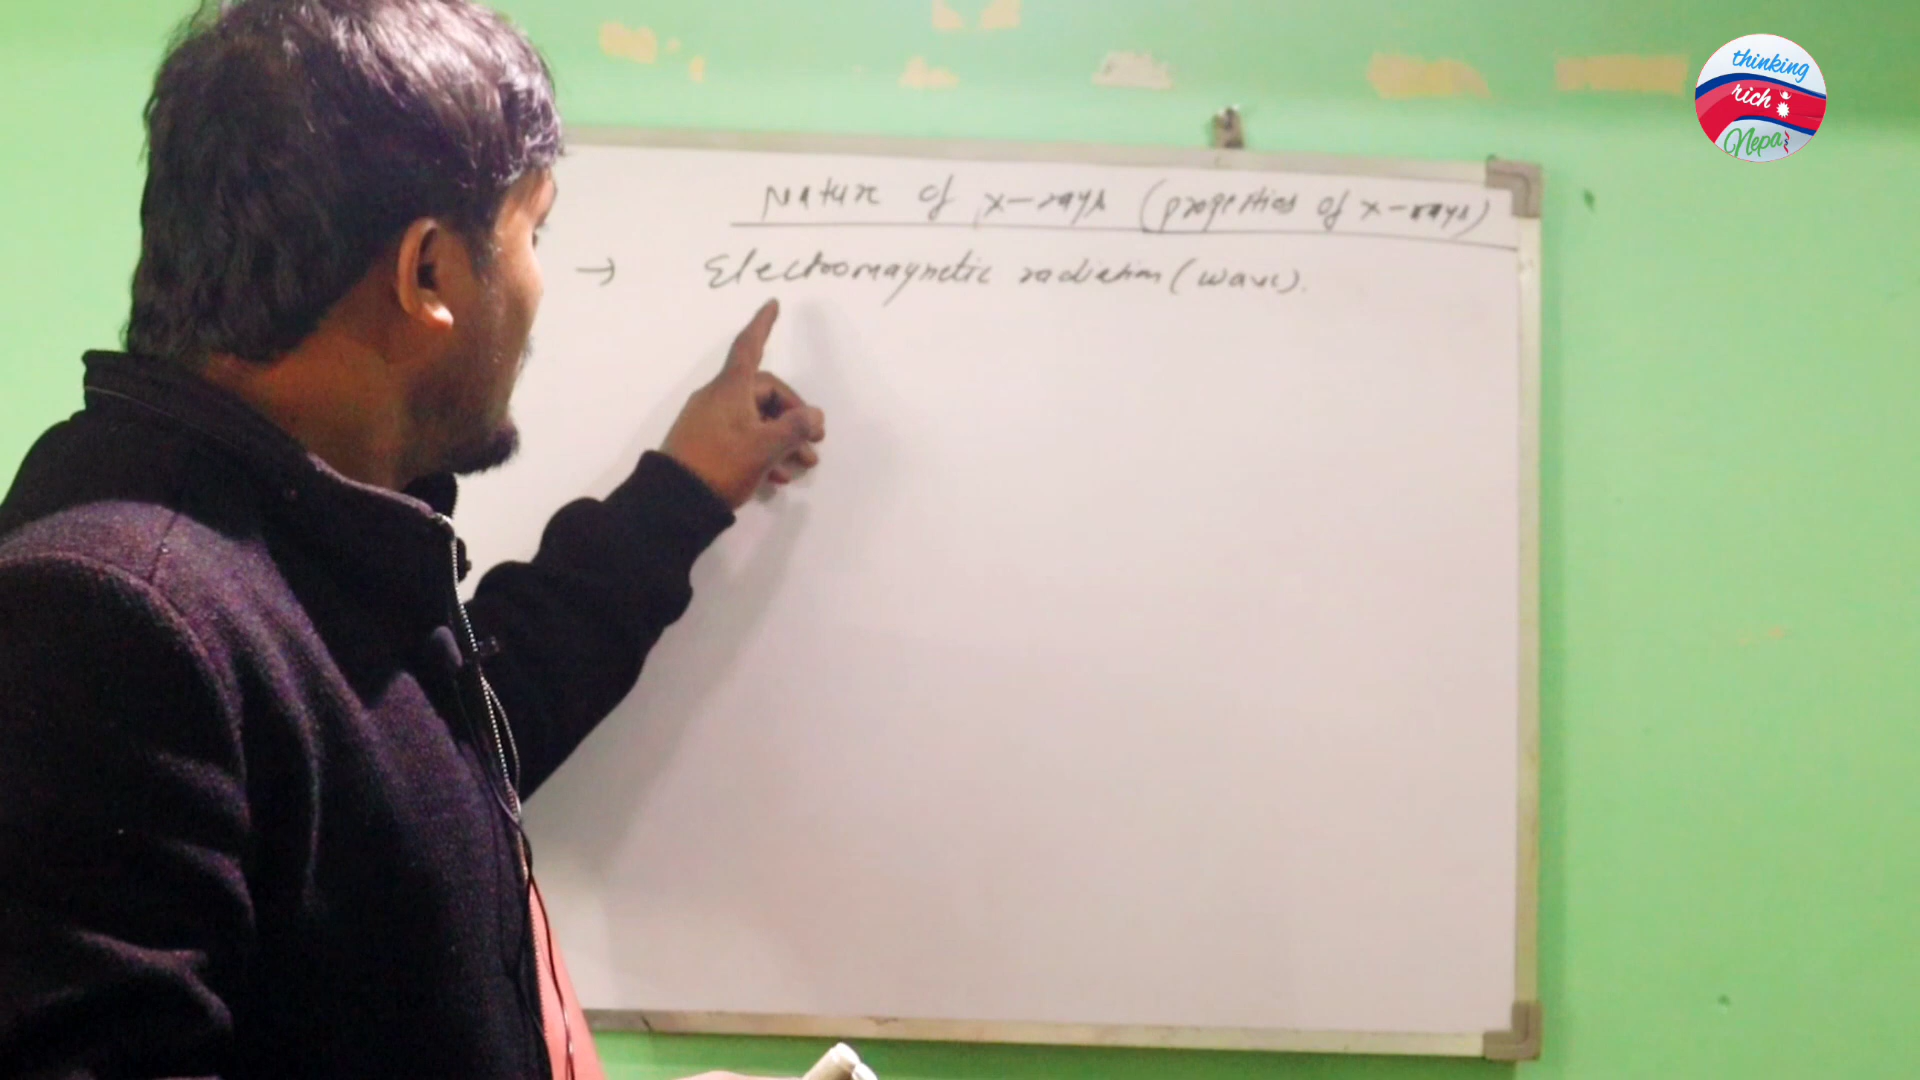 thinking
rich
Nepal
Nature of x-rays (properties of x-rays)
→ Electromagnetic radiation (wave).